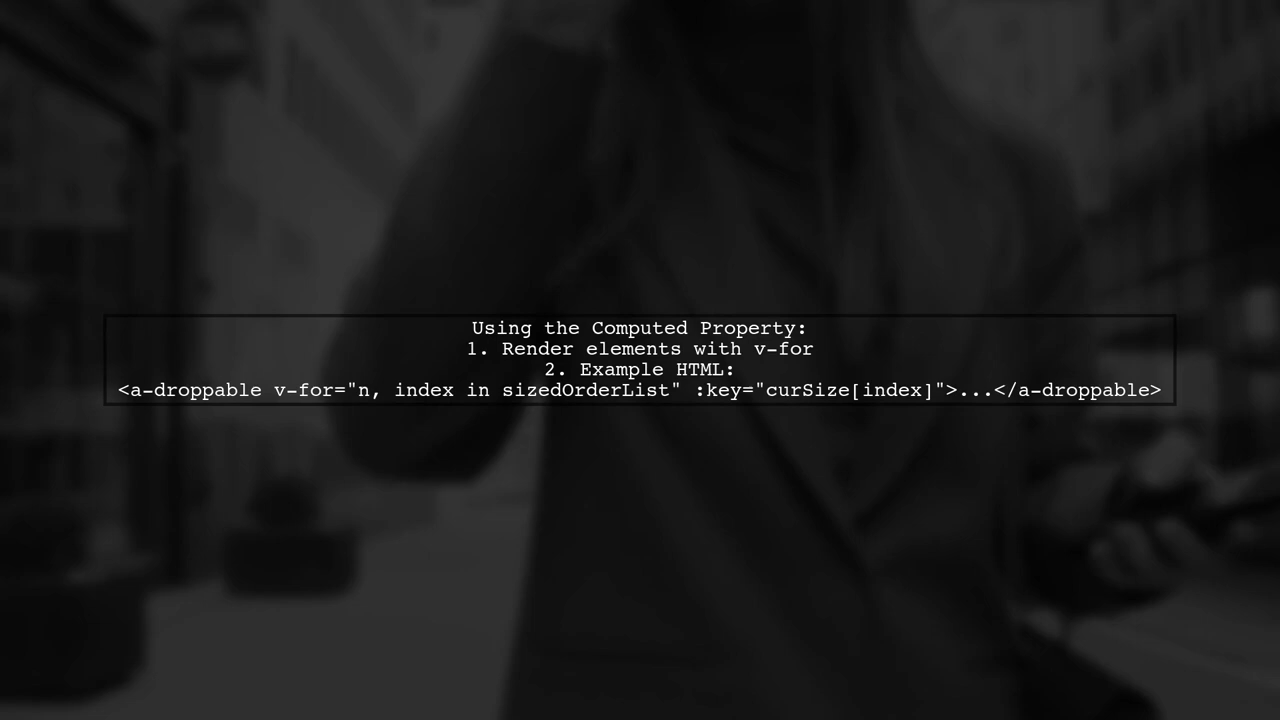 Using the Computed Property:
1. Render elements with v-for
2. Example HTML:
<a-droppable v-for="n, index in sizedOrderList" :key="curSize[index]">...</a-droppable>